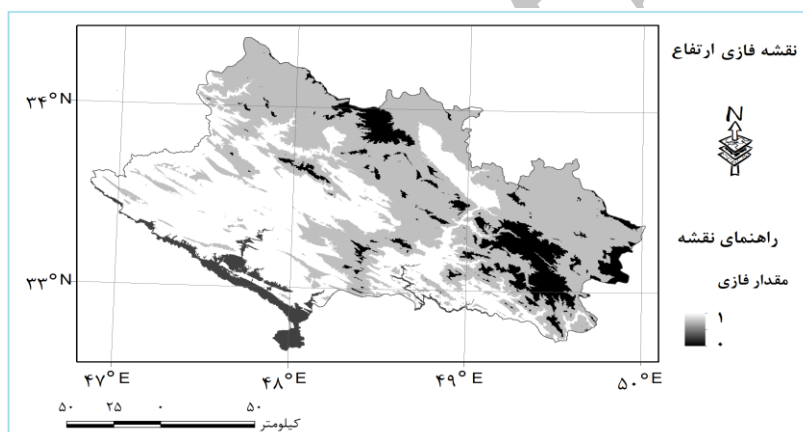 نقشه فازی ارتفاع
N
راهنمای نقشه
مقدار فازی
۱
۰
۳۴°N
۳۳°N
۴۷°E
۴۸°E
۴۹°E
۵۰°E
۵۰ ۲۵ ۰ ۵۰
کیلومتر